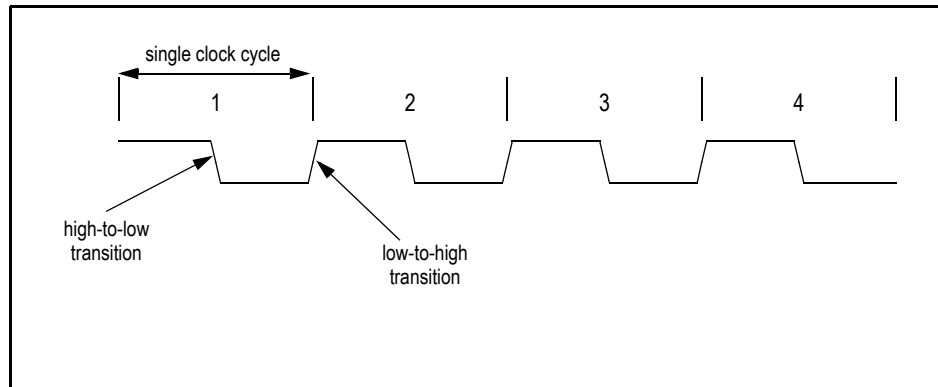 single clock cycle
1 2 3 4
high-to-low
transition
low-to-high
transition